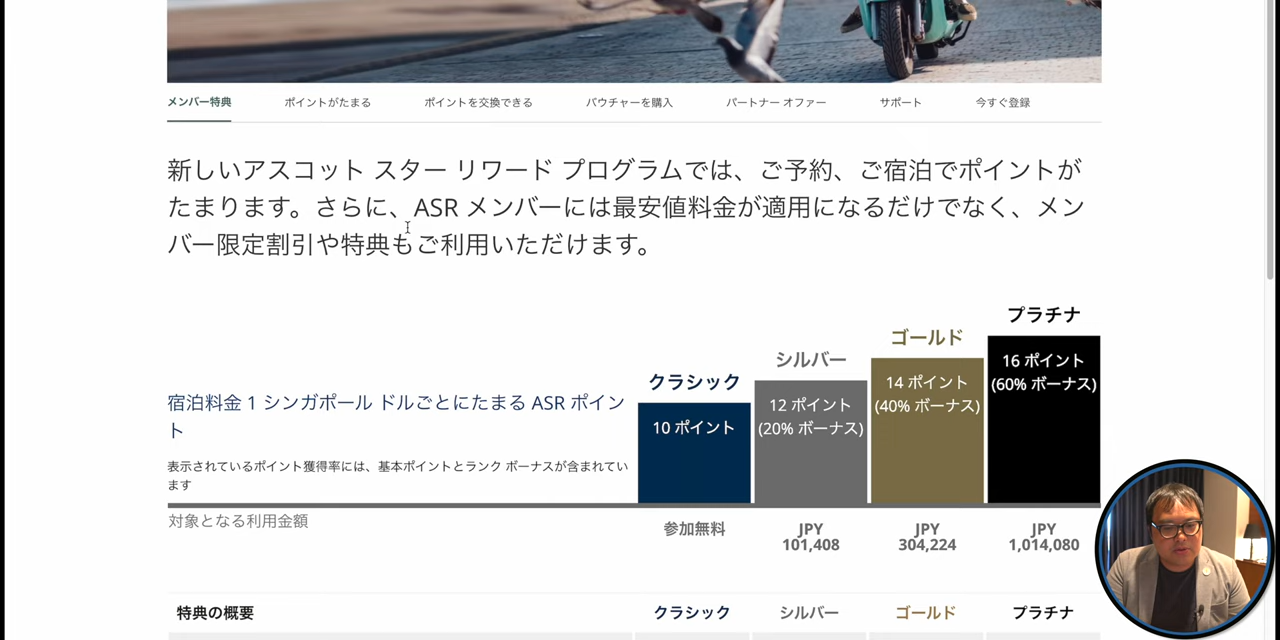 メンバー特典 ポイントがたまる ポイントを交換できる バウチャーを購入 パートナー オファー サポート 今すぐ登録
新しいアスコット スター リワード プログラムでは、ご予約、ご宿泊でポイントが
たまります。さらに、ASR メンバーには最安値料金が適用になるだけでなく、メン
バー限定割引や特典もご利用いただけます。
プラチナ
ゴールド
シルバー
クラシック
16 ポイント
(60% ボーナス)
14 ポイント
(40% ボーナス)
12 ポイント
(20% ボーナス)
10 ポイント
宿泊料金 1 シンガポール ドルごとにたまる ASR ポイン
ト
表示されているポイント獲得率には、基本ポイントとランク ボーナスが含まれてい
ます
対象となる利用金額
参加無料
JPY
101,408
JPY
304,224
JPY
1,014,080
特典の概要 クラシック シルバー ゴールド プラチナ